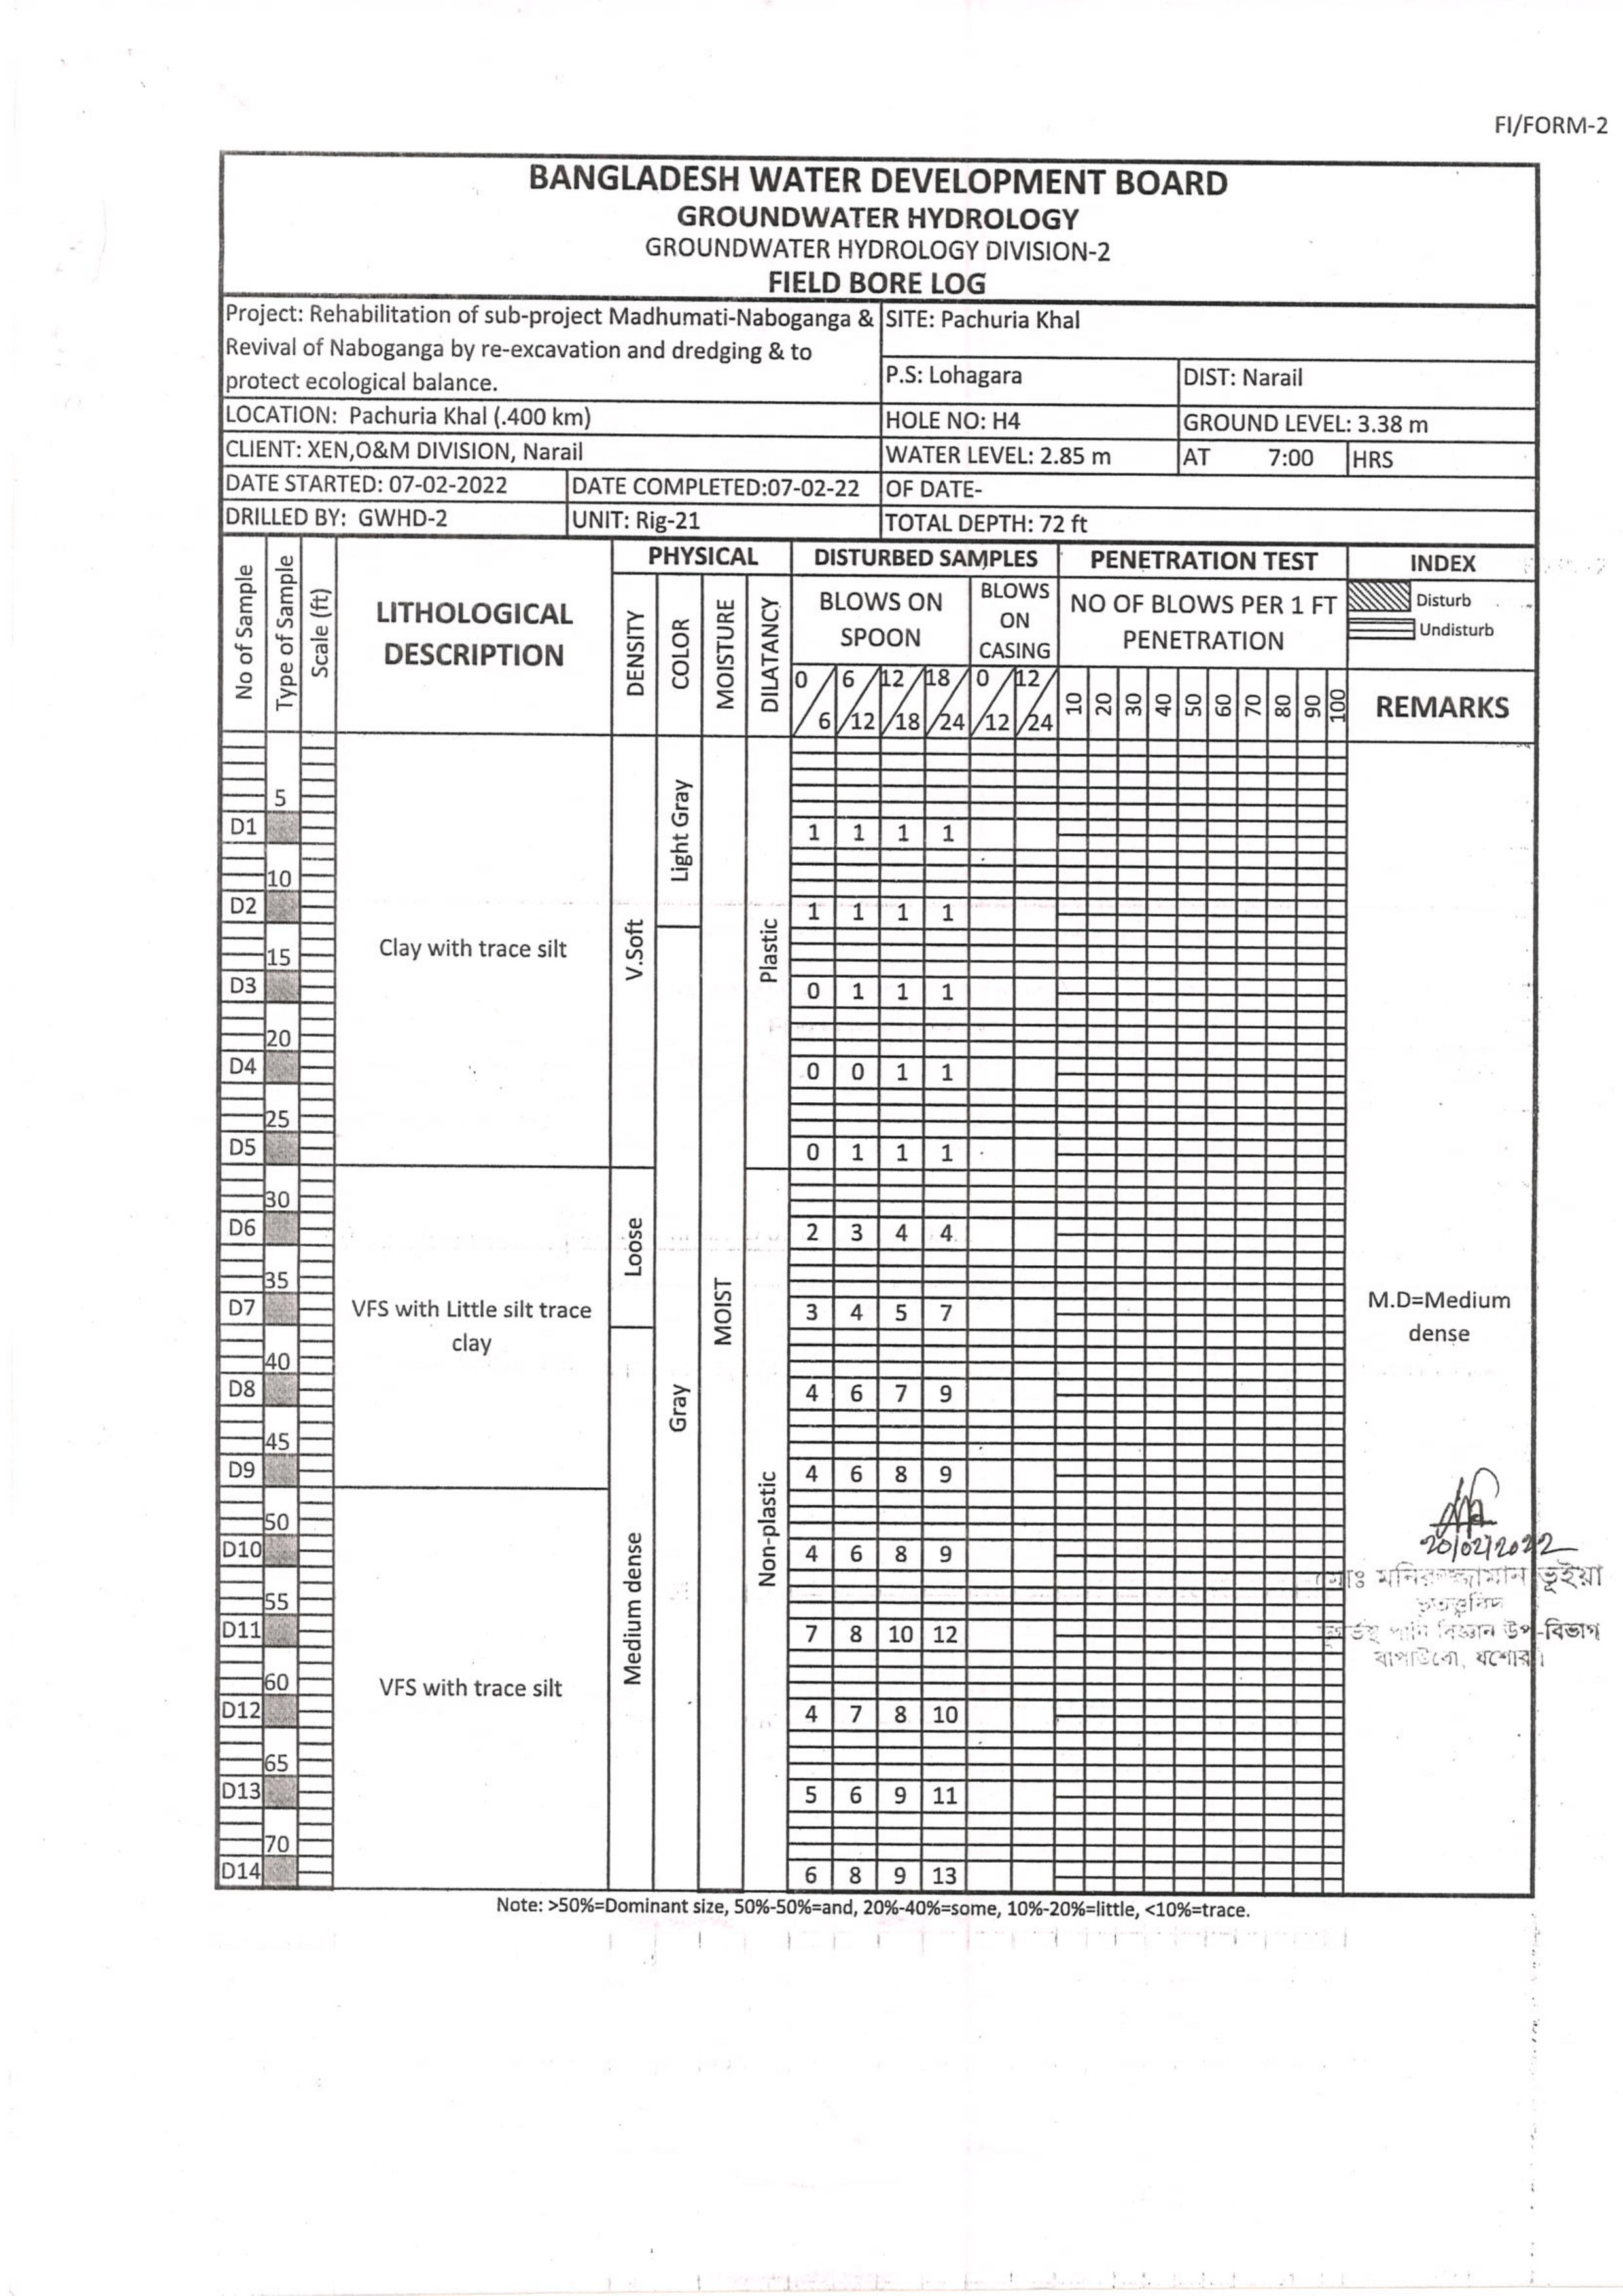 FI/FORM-2
BANGLADESH WATER DEVELOPMENT BOARD
GROUNDWATER HYDROLOGY
GROUNDWATER HYDROLOGY DIVISION-2
FIELD BORE LOG
Project: Rehabilitation of sub-project Madhumati-Naboganga &
Revival of Naboganga by re-excavation and dredging & to
protect ecological balance.
SITE: Pachuria Khal
P.S: Lohagara DIST: Narail
LOCATION: Pachuria Khal (.400 km) HOLE NO: H4 GROUND LEVEL: 3.38 m
CLIENT: XEN,O&M DIVISION, Narail WATER LEVEL: 2.85 m AT 7:00 HRS
DATE STARTED: 07-02-2022 DATE COMPLETED:07-02-22 OF DATE-
DRILLED BY: GWHD-2 UNIT: Rig-21 TOTAL DEPTH: 72 ft
No of Sample
Type of Sample
Scale (ft)
LITHOLOGICAL
DESCRIPTION
PHYSICAL
DENSITY
COLOR
MOISTURE
DILATANCY
DISTURBED SAMPLES
BLOWS ON
SPOON
BLOWS
ON
CASING
0 6 12 18 0 12
6 12 18 24 12 24
PENETRATION TEST
NO OF BLOWS PER 1 FT
PENETRATION
10 20 30 40 50 60 70 80 90 100
INDEX
Disturb
Undisturb
REMARKS
5
D1 1 1 1 1
10
D2 1 1 1 1
15
D3 0 1 1 1
20
D4 0 0 1 1
25
D5 0 1 1 1
30
D6 2 3 4 4
35
D7 3 4 5 7
40
D8 4 6 7 9
45
D9 4 6 8 9
50
D10 4 6 8 9
55
D11 7 8 10 12
60
D12 4 7 8 10
65
D13 5 6 9 11
70
D14 6 8 9 13
Clay with trace silt
VFS with Little silt trace
clay
VFS with trace silt
V.Soft
Loose
Medium dense
Light Gray
Gray
MOIST
Plastic
Non-plastic
M.D=Medium
dense
20/02/2022
মোঃ মনিরুজ্জামান ভূইয়া
পানি বিজ্ঞান উপ-বিভাগ
যশোর।
Note: >50%=Dominant size, 50%-50%=and, 20%-40%=some, 10%-20%=little, <10%=trace.